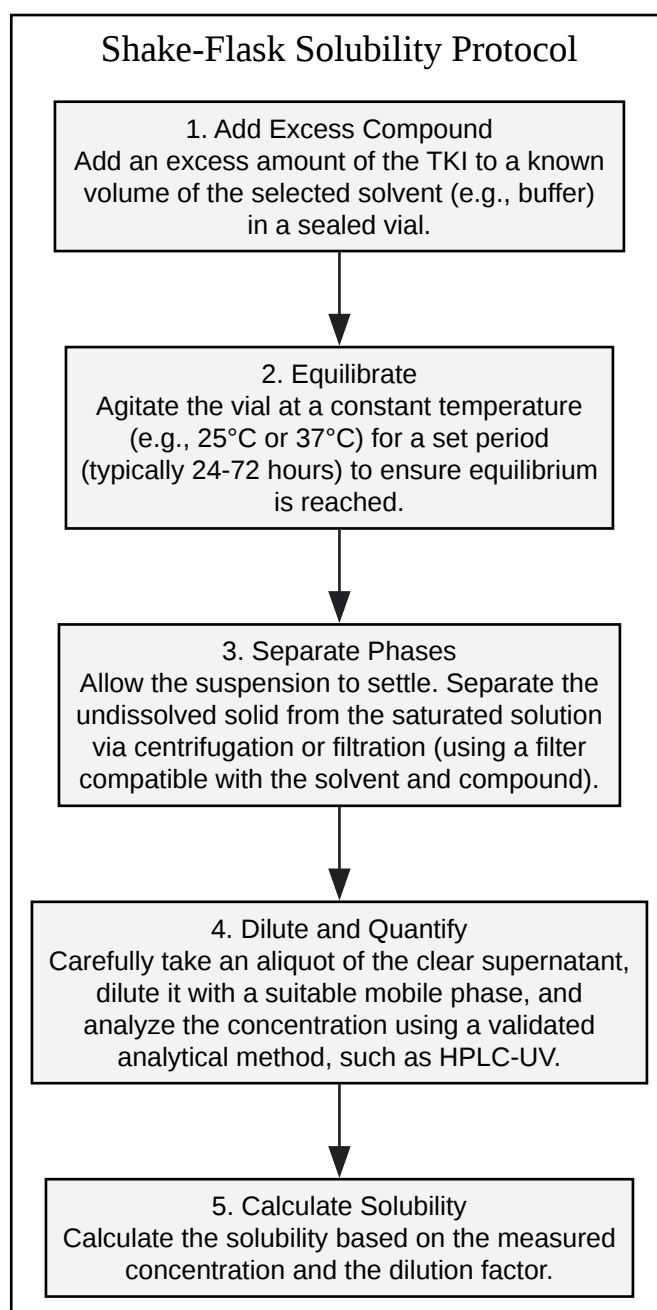 Shake-Flask Solubility Protocol
1. Add Excess Compound
Add an excess amount of the TKI to a known
volume of the selected solvent (e.g., buffer)
in a sealed vial.
2. Equilibrate
Agitate the vial at a constant temperature
(e.g., 25°C or 37°C) for a set period
(typically 24-72 hours) to ensure equilibrium
is reached.
3. Separate Phases
Allow the suspension to settle. Separate the
undissolved solid from the saturated solution
via centrifugation or filtration (using a filter
compatible with the solvent and compound).
4. Dilute and Quantify
Carefully take an aliquot of the clear supernatant,
dilute it with a suitable mobile phase, and
analyze the concentration using a validated
analytical method, such as HPLC-UV.
5. Calculate Solubility
Calculate the solubility based on the measured
concentration and the dilution factor.